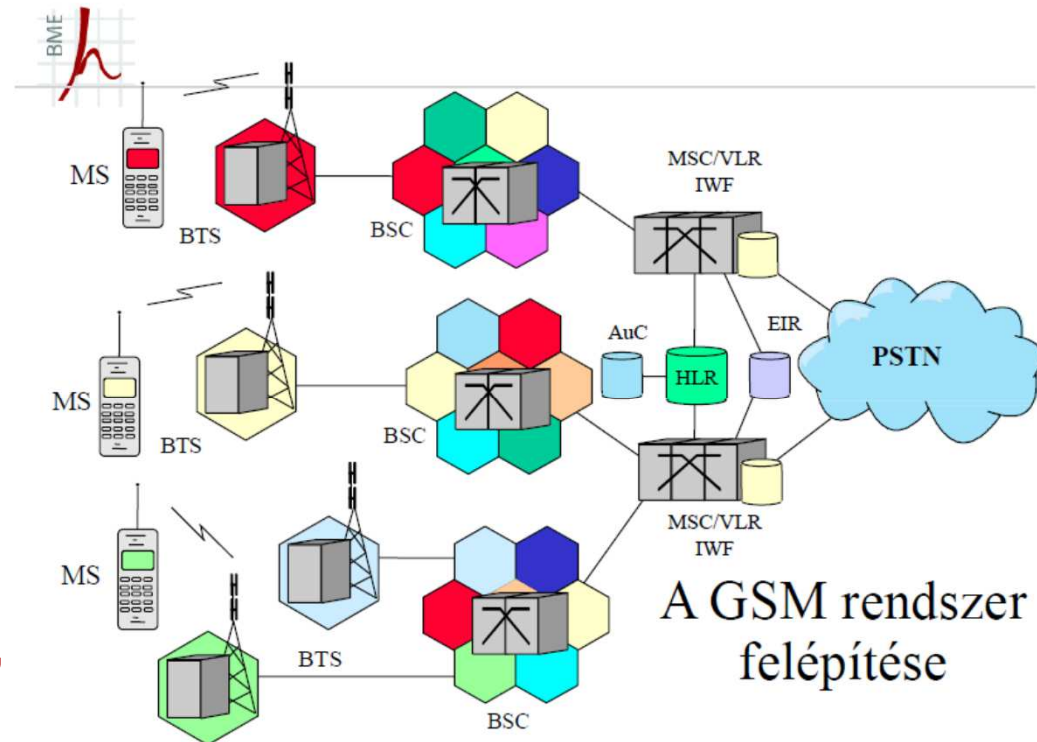 BME
MS
BTS
BSC
MSC/VLR
IWF
MS
BTS
BSC
AuC
HLR
EIR
PSTN
MSC/VLR
IWF
MS
BTS
BSC
A GSM rendszer
felépítése